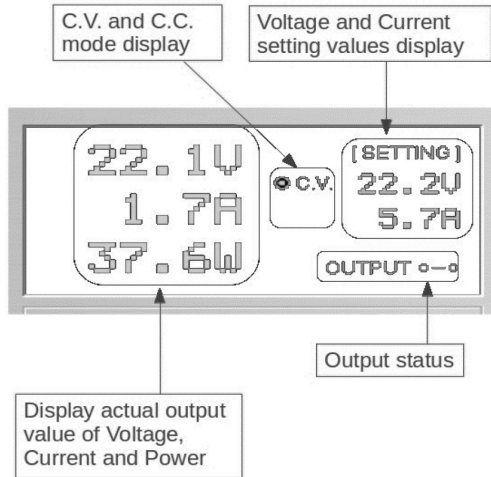 C.V. and C.C.
mode display
Voltage and Current
setting values display
22.1V
1.7A
37.6W
C.V.
[SETTING]
22.2V
5.7A
OUTPUT
Output status
Display actual output
value of Voltage,
Current and Power